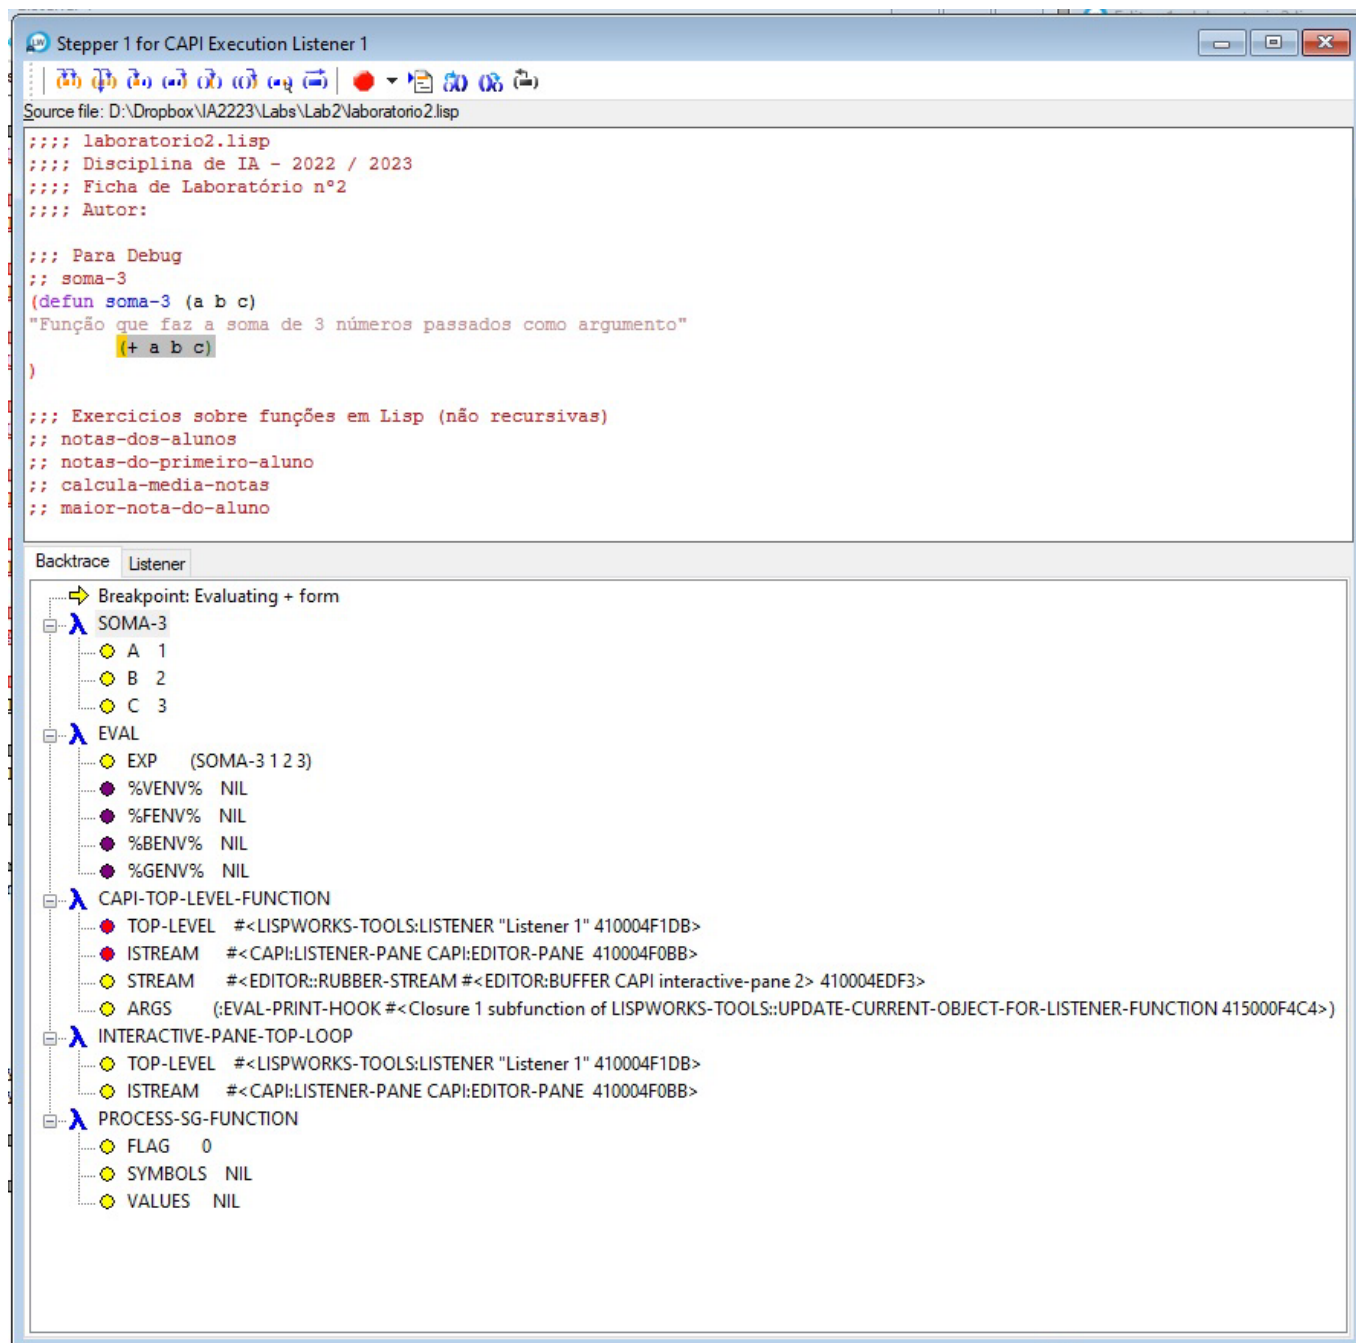 Stepper 1 for CAPI Execution Listener 1
Source file: D:\Dropbox\IA2223\Labs\Lab2\laboratorio2.lisp
;;;; laboratorio2.lisp
;;;; Disciplina de IA - 2022 / 2023
;;;; Ficha de Laboratório nº2
;;;; Autor:
;;; Para Debug
;; soma-3
(defun soma-3 (a b c)
"Função que faz a soma de 3 números passados como argumento"
(+ a b c)
)
;;; Exercicios sobre funções em Lisp (não recursivas)
;; notas-dos-alunos
;; notas-do-primeiro-aluno
;; calcula-media-notas
;; maior-nota-do-aluno
Backtrace Listener
Breakpoint: Evaluating + form
λ SOMA-3
A 1
B 2
C 3
λ EVAL
EXP (SOMA-3 1 2 3)
%VENV% NIL
%FENV% NIL
%BENV% NIL
%GENV% NIL
λ CAPI-TOP-LEVEL-FUNCTION
TOP-LEVEL #<LISPWORKS-TOOLS:LISTENER "Listener 1" 410004F1DB>
ISTREAM #<CAPI:LISTENER-PANE CAPI:EDITOR-PANE 410004F0BB>
STREAM #<EDITOR::RUBBER-STREAM #<EDITOR:BUFFER CAPI interactive-pane 2> 410004EDF3>
ARGS (:EVAL-PRINT-HOOK #<Closure 1 subfunction of LISPWORKS-TOOLS::UPDATE-CURRENT-OBJECT-FOR-LISTENER-FUNCTION 415000F4C4>)
λ INTERACTIVE-PANE-TOP-LOOP
TOP-LEVEL #<LISPWORKS-TOOLS:LISTENER "Listener 1" 410004F1DB>
ISTREAM #<CAPI:LISTENER-PANE CAPI:EDITOR-PANE 410004F0BB>
λ PROCESS-SG-FUNCTION
FLAG 0
SYMBOLS NIL
VALUES NIL